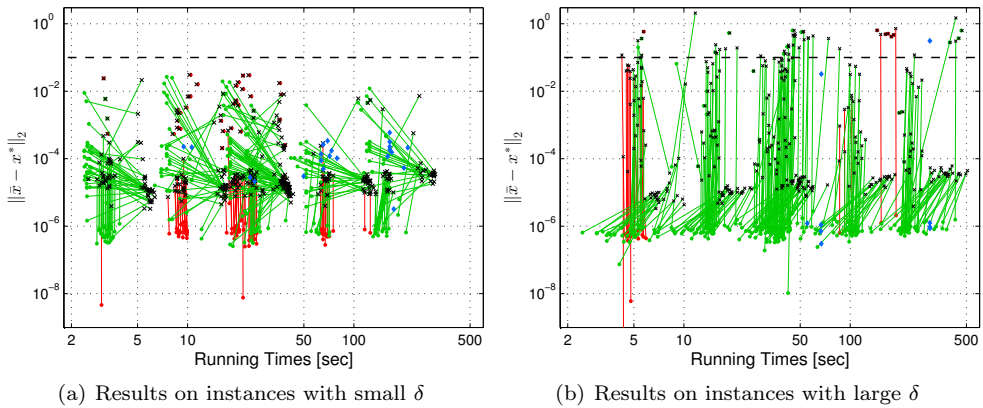 10^0
10^−2
10^−4
10^−6
10^−8
‖x̄ − x*‖_2
2 5 10 50 100 500
Running Times [sec]
(a) Results on instances with small δ
10^0
10^−2
10^−4
10^−6
10^−8
‖x̄ − x*‖_2
2 5 10 50 100 500
Running Times [sec]
(b) Results on instances with large δ